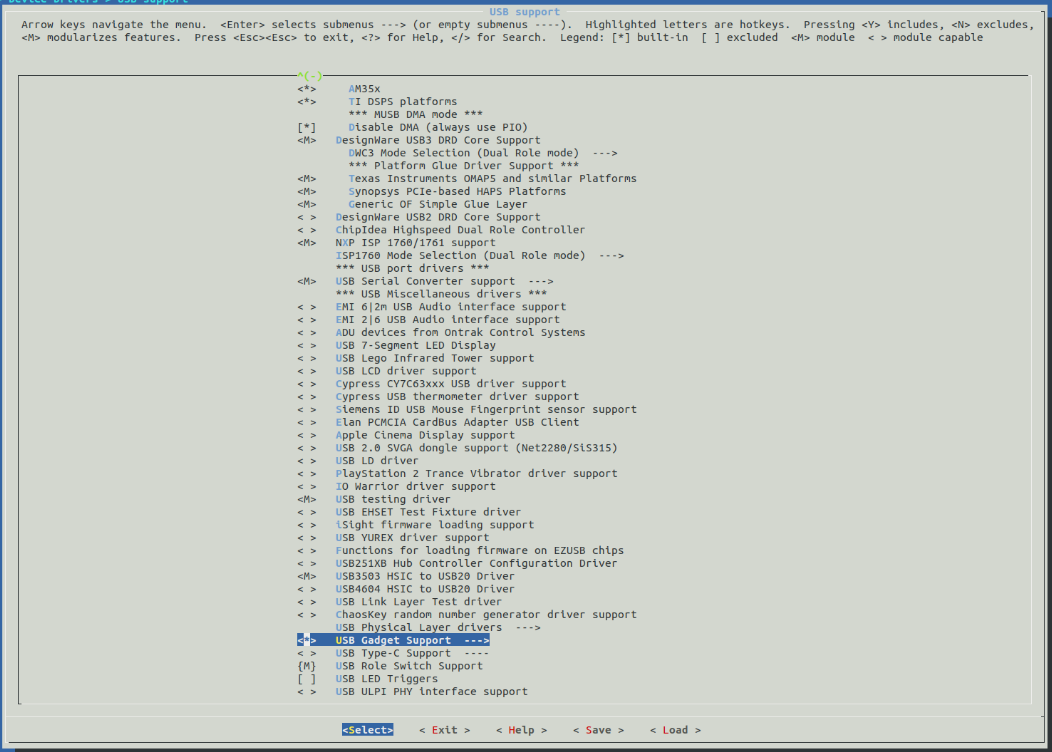 Device Drivers > USB support
USB support
Arrow keys navigate the menu.  <Enter> selects submenus ---> (or empty submenus ----).  Highlighted letters are hotkeys.  Pressing <Y> includes, <N> excludes,
<M> modularizes features.  Press <Esc><Esc> to exit, <?> for Help, </> for Search.  Legend: [*] built-in  [ ] excluded  <M> module  < > module capable
^(-)
<*>     AM35x
<*>     TI DSPS platforms
*** MUSB DMA mode ***
[*]     Disable DMA (always use PIO)
<M>   DesignWare USB3 DRD Core Support
DWC3 Mode Selection (Dual Role mode)  --->
*** Platform Glue Driver Support ***
<M>     Texas Instruments OMAP5 and similar Platforms
<M>     Synopsys PCIe-based HAPS Platforms
<M>     Generic OF Simple Glue Layer
< >   DesignWare USB2 DRD Core Support
< >   ChipIdea Highspeed Dual Role Controller
<M>   NXP ISP 1760/1761 support
ISP1760 Mode Selection (Dual Role mode)  --->
*** USB port drivers ***
<M>   USB Serial Converter support  --->
*** USB Miscellaneous drivers ***
< >   EMI 6|2m USB Audio interface support
< >   EMI 2|6 USB Audio interface support
< >   ADU devices from Ontrak Control Systems
< >   USB 7-Segment LED Display
< >   USB Lego Infrared Tower support
< >   USB LCD driver support
< >   Cypress CY7C63xxx USB driver support
< >   Cypress USB thermometer driver support
< >   Siemens ID USB Mouse Fingerprint sensor support
< >   Elan PCMCIA CardBus Adapter USB Client
< >   Apple Cinema Display support
< >   USB 2.0 SVGA dongle support (Net2280/SiS315)
< >   USB LD driver
< >   PlayStation 2 Trance Vibrator driver support
< >   IO Warrior driver support
<M>   USB testing driver
< >   USB EHSET Test Fixture driver
< >   iSight firmware loading support
< >   USB YUREX driver support
< >   Functions for loading firmware on EZUSB chips
< >   USB251XB Hub Controller Configuration Driver
<M>   USB3503 HSIC to USB20 Driver
< >   USB4604 HSIC to USB20 Driver
< >   USB Link Layer Test driver
< >   ChaosKey random number generator driver support
USB Physical Layer drivers  --->
<*>   USB Gadget Support  --->
< >   USB Type-C Support  ----
{M}   USB Role Switch Support
[ ]   USB LED Triggers
< >   USB ULPI PHY interface support
<Select>    < Exit >    < Help >    < Save >    < Load >